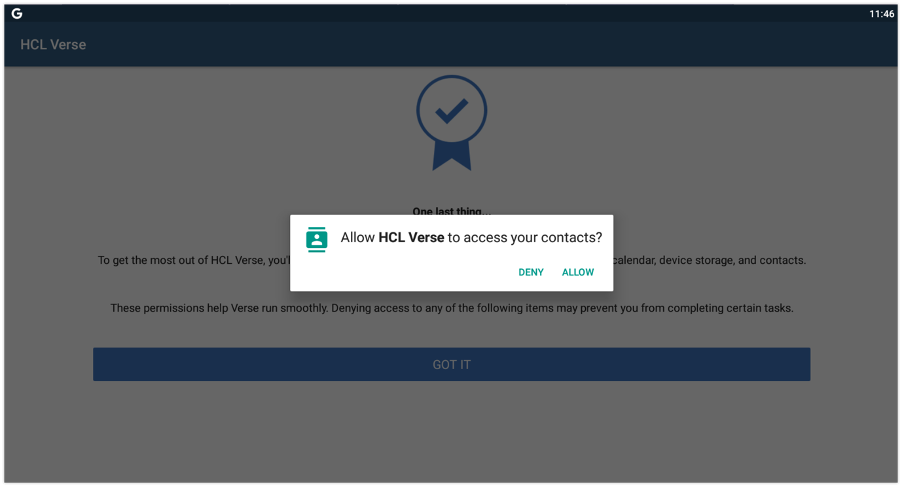 G 11:46
HCL Verse
One last thing...
Allow HCL Verse to access your contacts?
To get the most out of HCL Verse, you'll calendar, device storage, and contacts.
DENY ALLOW
These permissions help Verse run smoothly. Denying access to any of the following items may prevent you from completing certain tasks.
GOT IT